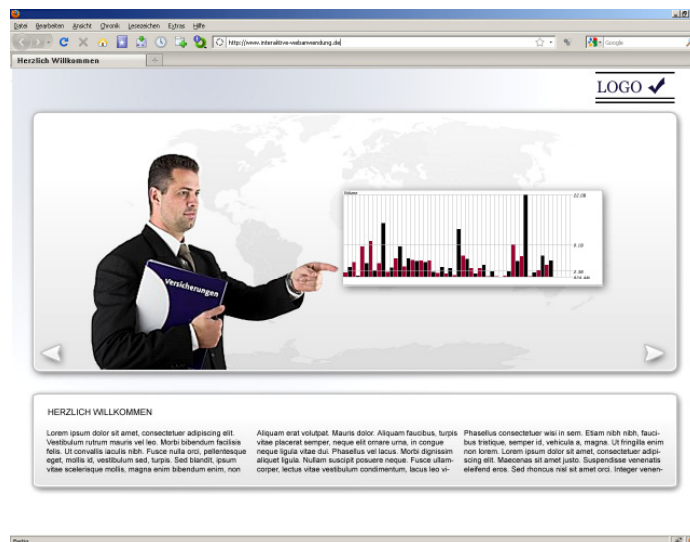 Datei Bearbeiten Ansicht Chronik Lesezeichen Extras Hilfe
http://www.interaktive-webanwendung.de
Google
Herzlich Willkommen
LOGO
Volume
Versicherungen
HERZLICH WILLKOMMEN
Lorem ipsum dolor sit amet, consectetuer adipiscing elit.
Vestibulum rutrum mauris vel leo. Morbi bibendum facilisis
felis. Ut convallis iaculis nibh. Fusce nulla orci, pellentesque
eget, mollis id, vestibulum sed, turpis. Sed blandit, ipsum
vitae scelerisque mollis, magna enim bibendum enim, non
Aliquam erat volutpat. Mauris dolor. Aliquam faucibus, turpis
vitae placerat semper, neque elit ornare urna, in congue
neque ligula vitae dui. Phasellus vel lacus. Morbi dignissim
aliquet ligula. Nullam suscipit posuere neque. Fusce ullam-
corper, lectus vitae vestibulum condimentum, lacus leo vi-
Phasellus consectetuer wisi in sem. Etiam nibh nibh, fauci-
bus tristique, semper id, vehicula a, magna. Ut fringilla enim
non lorem. Lorem ipsum dolor sit amet, consectetuer adipi-
scing elit. Maecenas sit amet justo. Suspendisse venenatis
eleifend eros. Sed rhoncus nisl sit amet orci. Integer venen-
Fertig